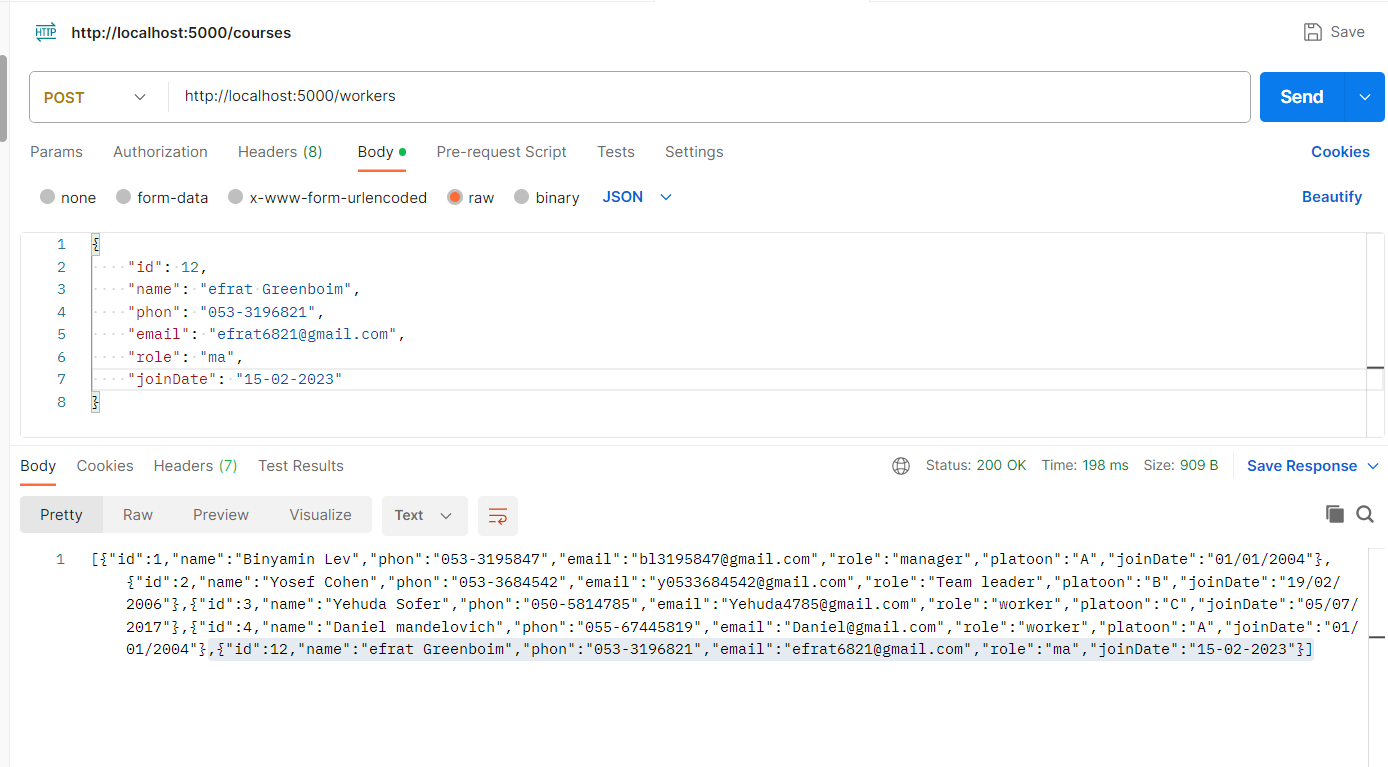 HTTP http://localhost:5000/courses Save
POST http://localhost:5000/workers Send
Params Authorization Headers (8) Body Pre-request Script Tests Settings Cookies
none form-data x-www-form-urlencoded raw binary JSON Beautify
1 {
2 "id": 12,
3 "name": "efrat Greenboim",
4 "phon": "053-3196821",
5 "email": "efrat6821@gmail.com",
6 "role": "ma",
7 "joinDate": "15-02-2023"
8 }
Body Cookies Headers (7) Test Results Status: 200 OK Time: 198 ms Size: 909 B Save Response
Pretty Raw Preview Visualize Text
1 [{"id":1,"name":"Binyamin Lev","phon":"053-3195847","email":"bl3195847@gmail.com","role":"manager","platoon":"A","joinDate":"01/01/2004"},
{"id":2,"name":"Yosef Cohen","phon":"053-3684542","email":"y0533684542@gmail.com","role":"Team leader","platoon":"B","joinDate":"19/02/
2006"},{"id":3,"name":"Yehuda Sofer","phon":"050-5814785","email":"Yehuda4785@gmail.com","role":"worker","platoon":"C","joinDate":"05/07/
2017"},{"id":4,"name":"Daniel mandelovich","phon":"055-67445819","email":"Daniel@gmail.com","role":"worker","platoon":"A","joinDate":"01/
01/2004"},{"id":12,"name":"efrat Greenboim","phon":"053-3196821","email":"efrat6821@gmail.com","role":"ma","joinDate":"15-02-2023"}]